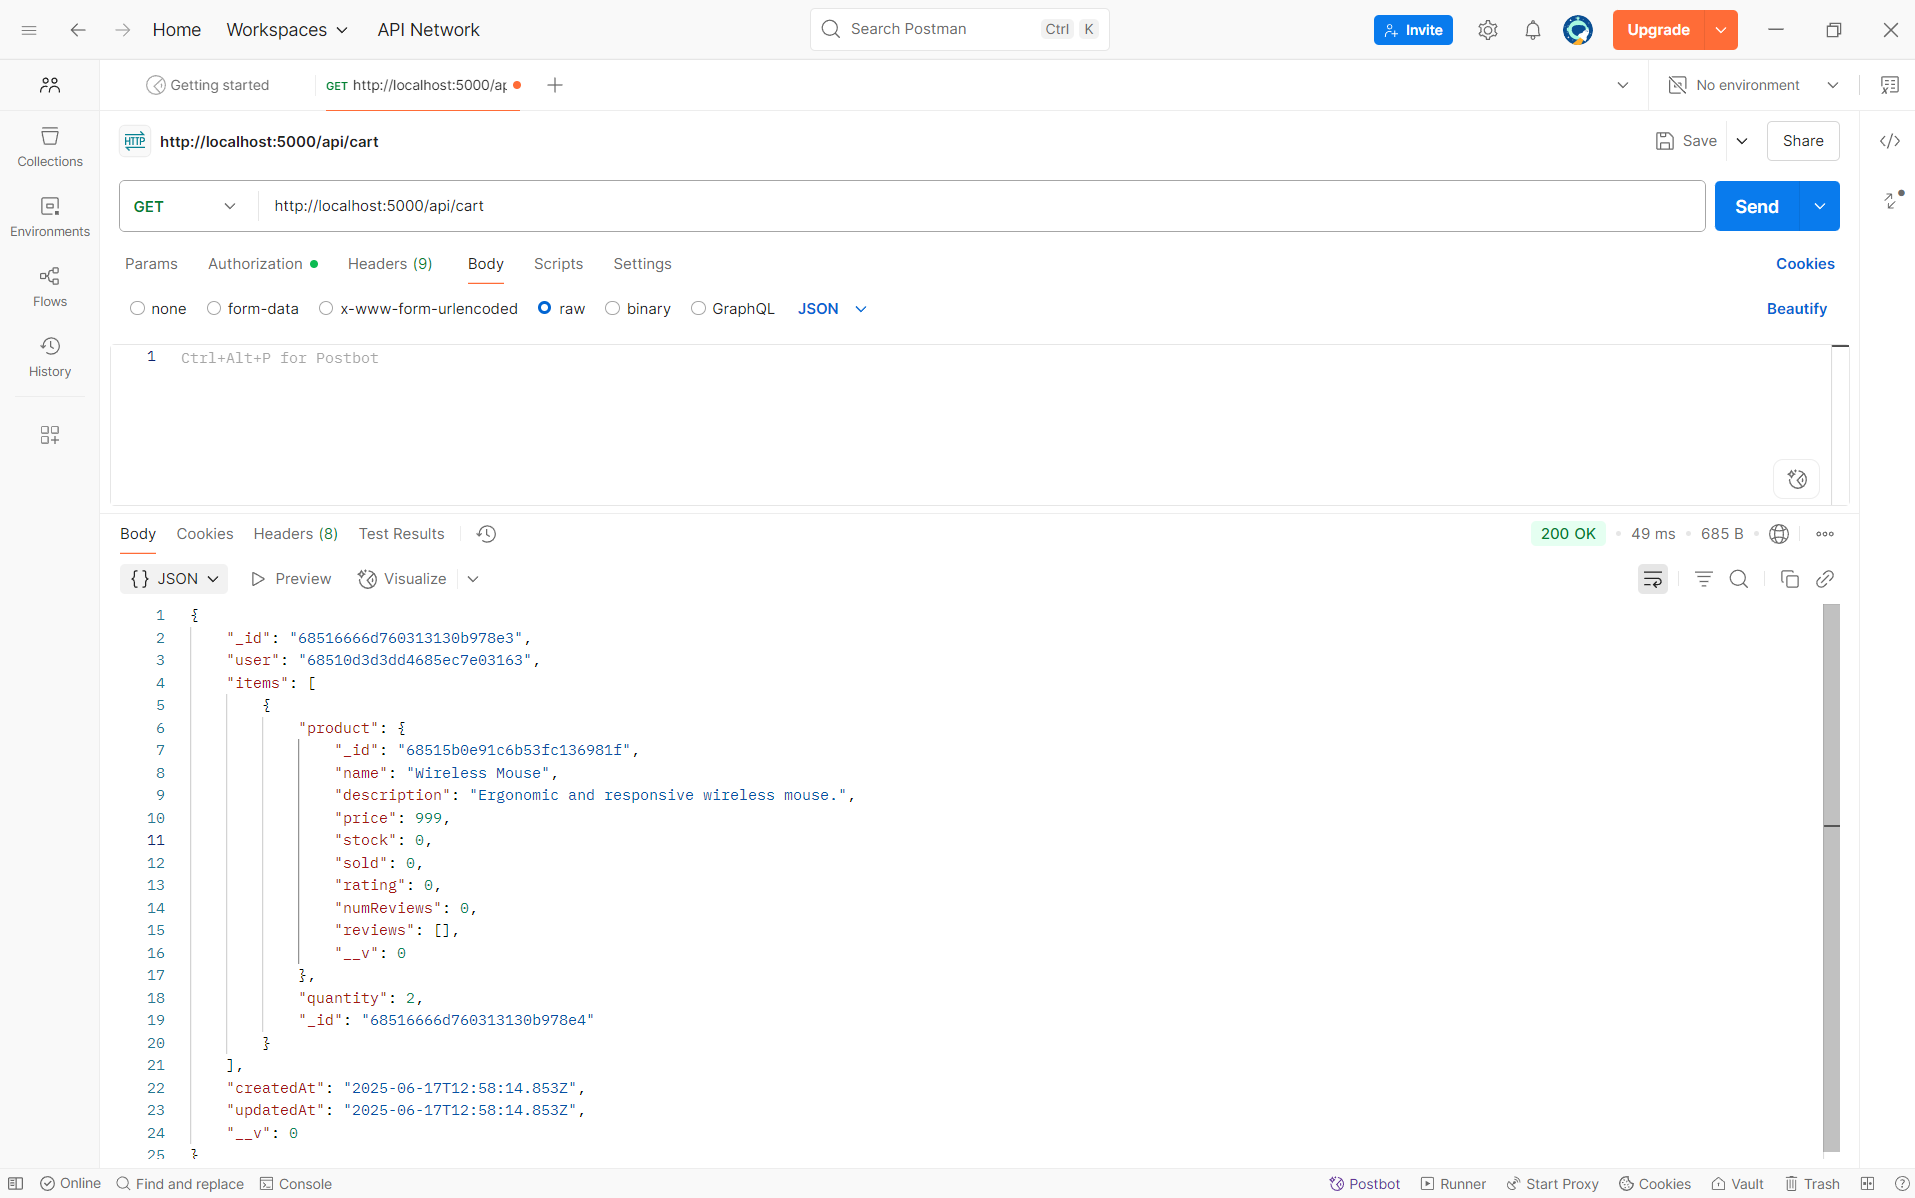 Home Workspaces API Network Search Postman Ctrl K Invite Upgrade
Getting started GET http://localhost:5000/ap No environment
HTTP http://localhost:5000/api/cart Save Share
Collections
GET http://localhost:5000/api/cart Send
Environments
Params Authorization Headers (9) Body Scripts Settings Cookies
Flows
none form-data x-www-form-urlencoded raw binary GraphQL JSON Beautify
History
1 Ctrl+Alt+P for Postbot
Body Cookies Headers (8) Test Results 200 OK 49 ms 685 B
{} JSON Preview Visualize
1 {
2 "_id": "68516666d760313130b978e3",
3 "user": "68510d3d3dd4685ec7e03163",
4 "items": [
5 {
6 "product": {
7 "_id": "68515b0e91c6b53fc136981f",
8 "name": "Wireless Mouse",
9 "description": "Ergonomic and responsive wireless mouse.",
10 "price": 999,
11 "stock": 0,
12 "sold": 0,
13 "rating": 0,
14 "numReviews": 0,
15 "reviews": [],
16 "__v": 0
17 },
18 "quantity": 2,
19 "_id": "68516666d760313130b978e4"
20 }
21 ],
22 "createdAt": "2025-06-17T12:58:14.853Z",
23 "updatedAt": "2025-06-17T12:58:14.853Z",
24 "__v": 0
25 }
Online Find and replace Console Postbot Runner Start Proxy Cookies Vault Trash